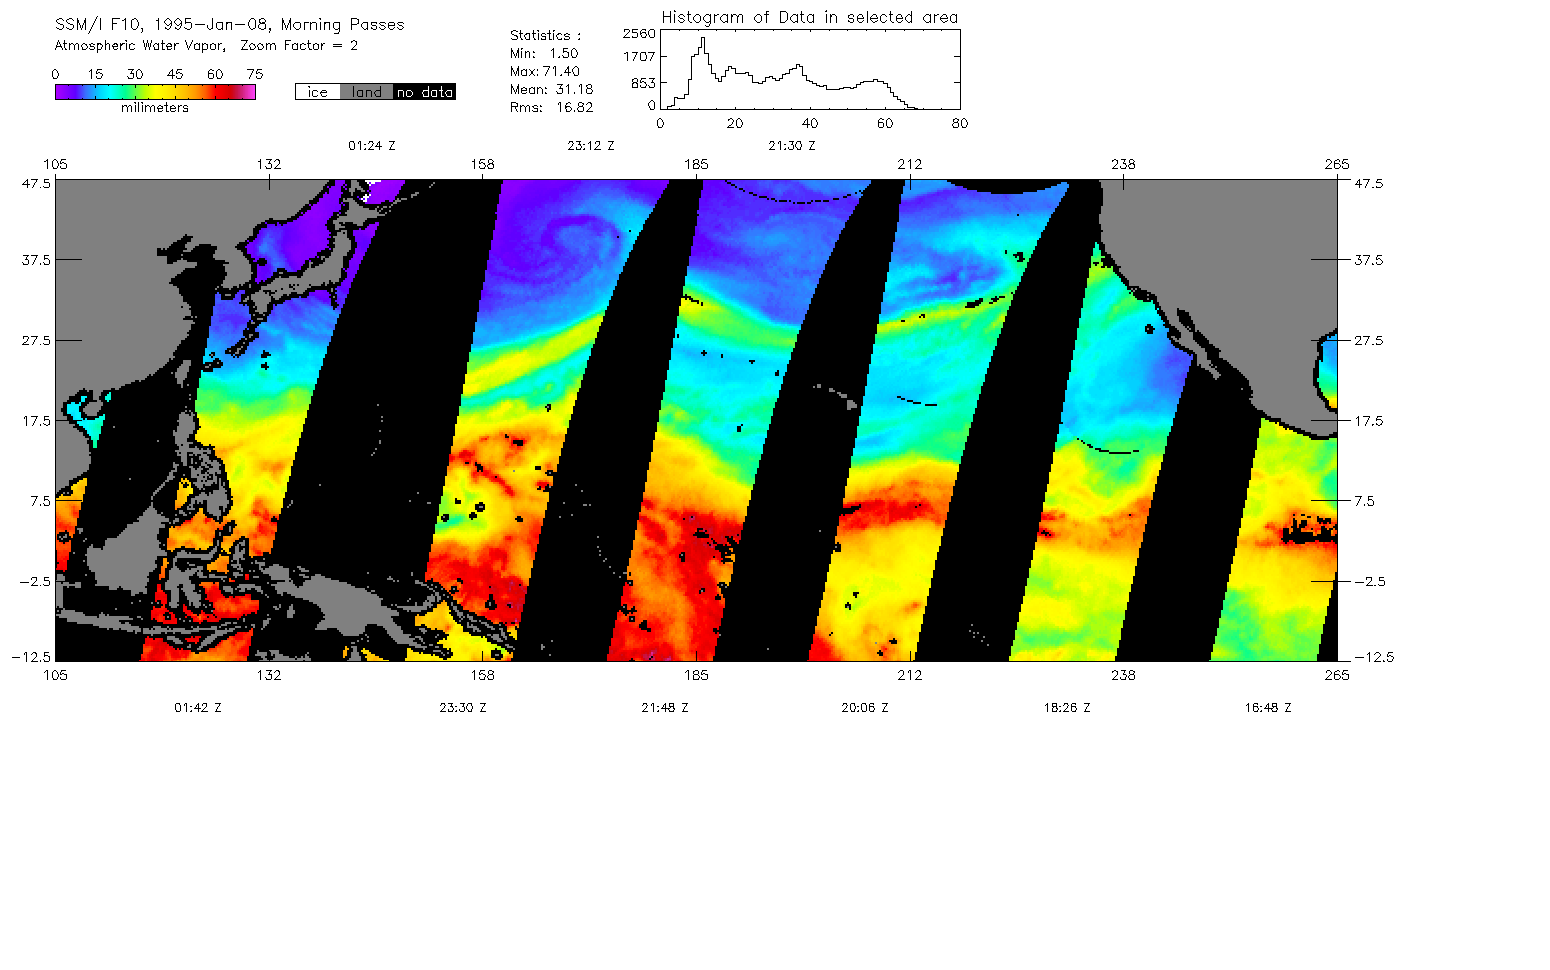 SSM/I F10, 1995-Jan-08, Morning Passes
Atmospheric Water Vapor, Zoom Factor = 2
0 15 30 45 60 75
milimeters
ice land no data
Statistics :
Min: 1.50
Max: 71.40
Mean: 31.18
Rms: 16.82
Histogram of Data in selected area
2560
1707
853
0
0 20 40 60 80
01:24 Z 23:12 Z 21:30 Z
105 132 158 185 212 238 265
47.5 47.5
37.5 37.5
27.5 27.5
17.5 17.5
7.5 7.5
-2.5 -2.5
-12.5 -12.5
105 132 158 185 212 238 265
01:42 Z 23:30 Z 21:48 Z 20:06 Z 18:26 Z 16:48 Z